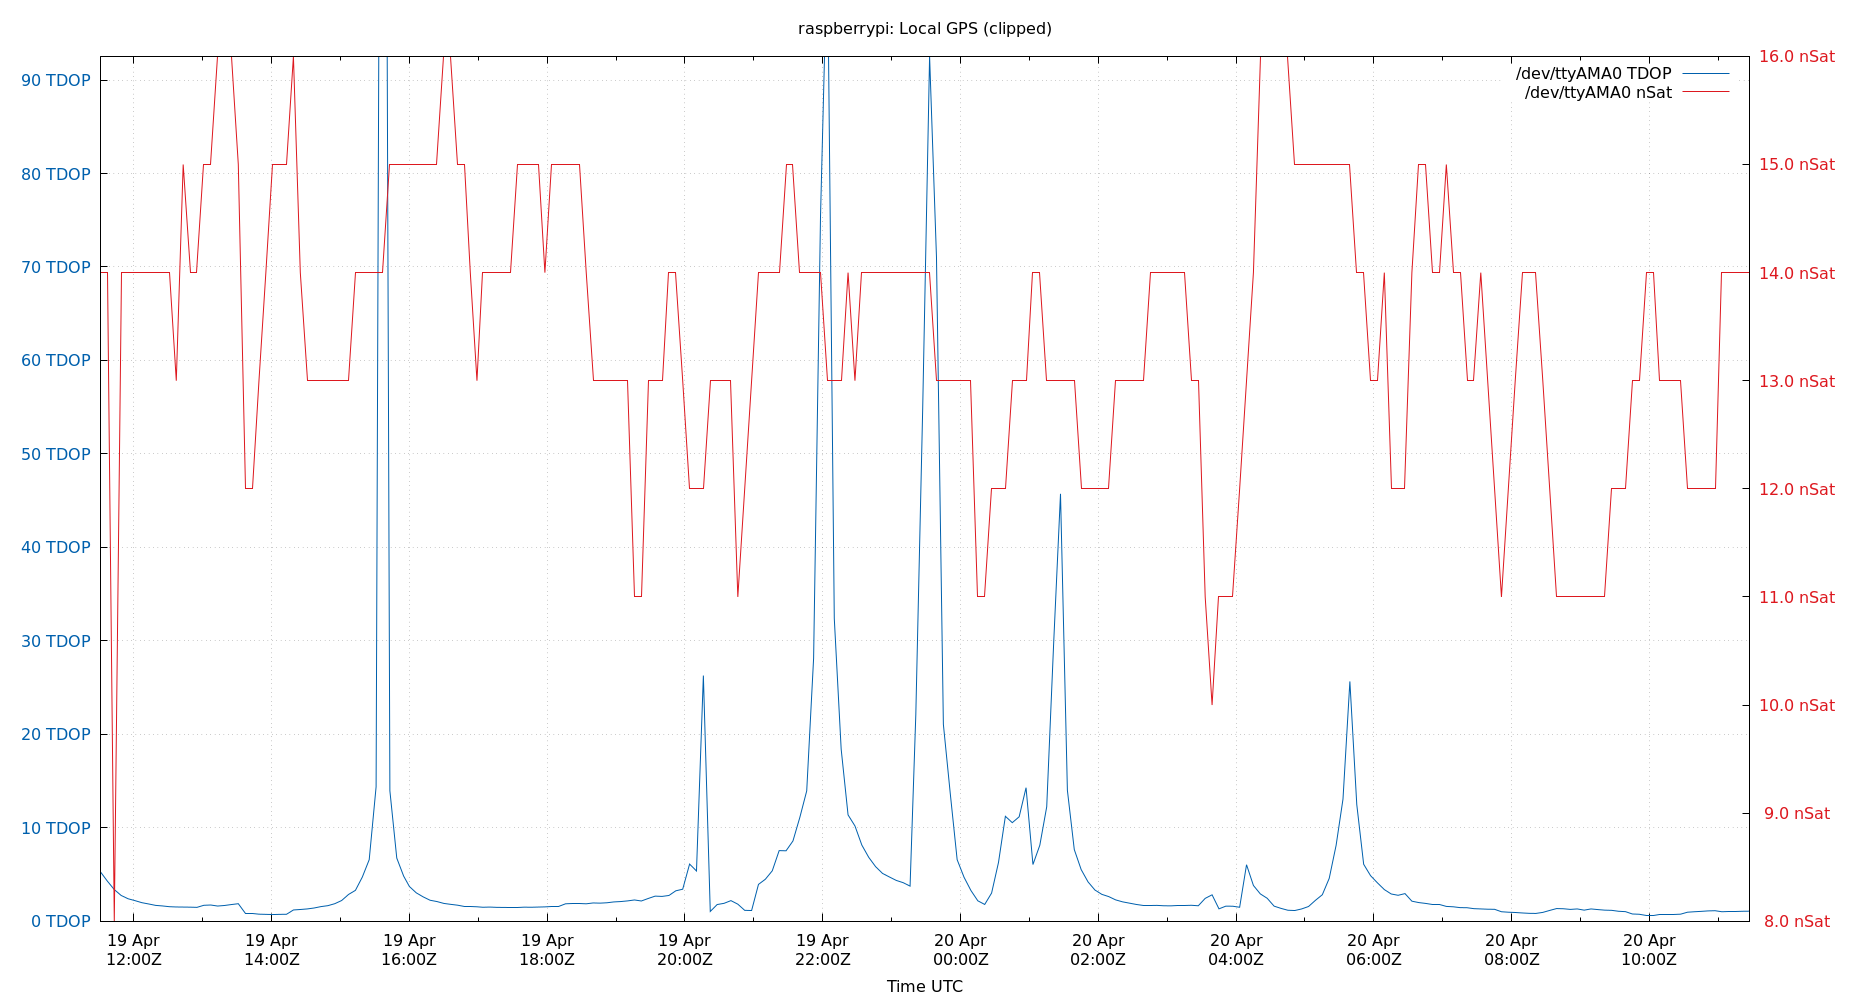 raspberrypi: Local GPS (clipped)
/dev/ttyAMA0 TDOP
/dev/ttyAMA0 nSat
90 TDOP
80 TDOP
70 TDOP
60 TDOP
50 TDOP
40 TDOP
30 TDOP
20 TDOP
10 TDOP
0 TDOP
16.0 nSat
15.0 nSat
14.0 nSat
13.0 nSat
12.0 nSat
11.0 nSat
10.0 nSat
9.0 nSat
8.0 nSat
19 Apr
12:00Z
19 Apr
14:00Z
19 Apr
16:00Z
19 Apr
18:00Z
19 Apr
20:00Z
19 Apr
22:00Z
20 Apr
00:00Z
20 Apr
02:00Z
20 Apr
04:00Z
20 Apr
06:00Z
20 Apr
08:00Z
20 Apr
10:00Z
Time UTC